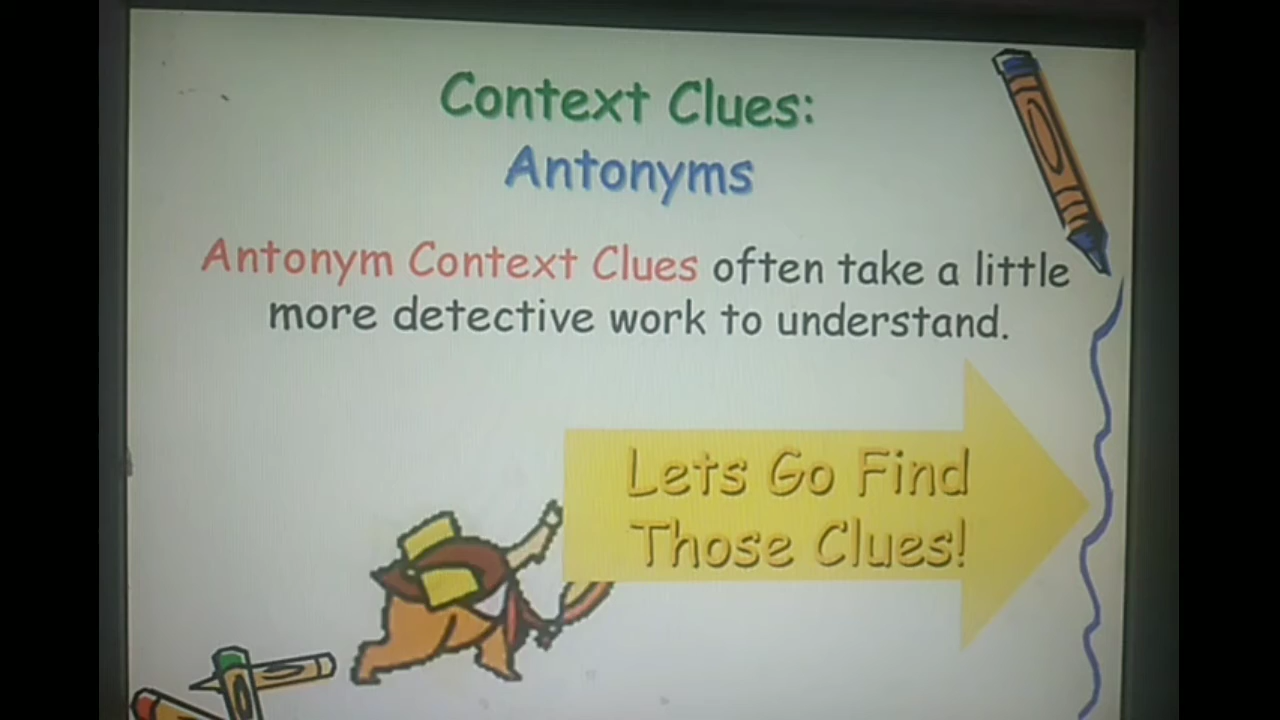 Context Clues:
Antonyms
Antonym Context Clues often take a little
more detective work to understand.
Lets Go Find
Those Clues!